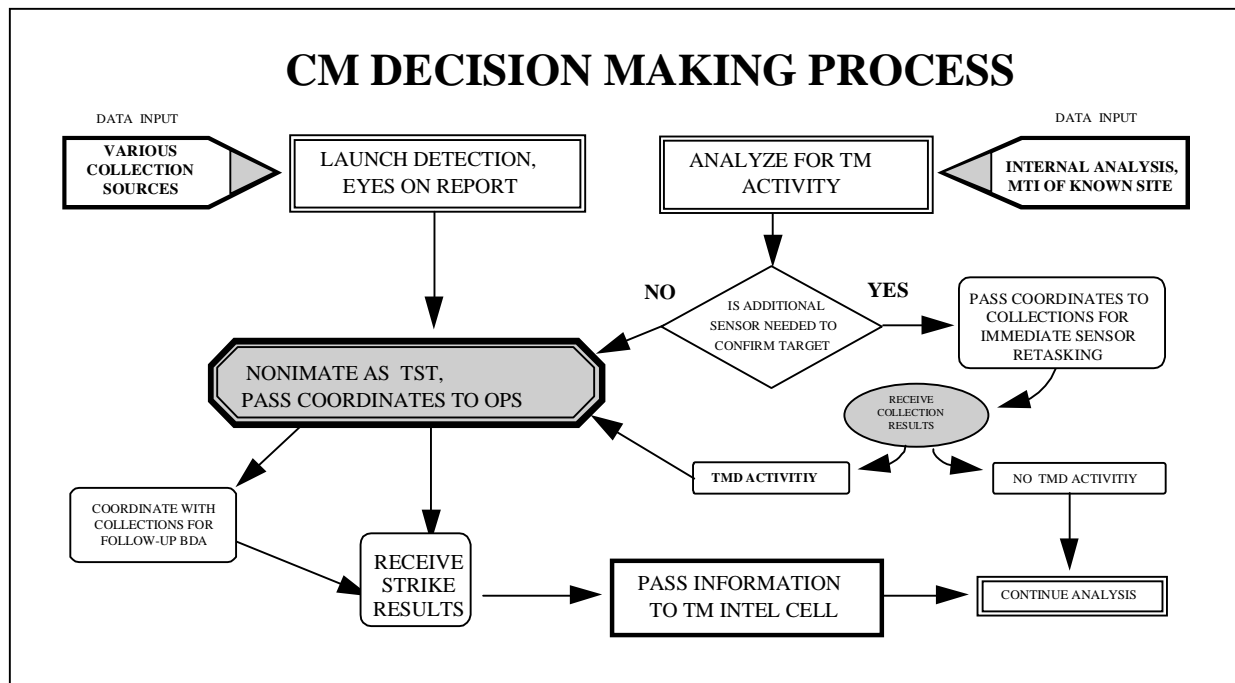 CM DECISION MAKING PROCESS
DATA INPUT
VARIOUS
COLLECTION
SOURCES
LAUNCH DETECTION,
EYES ON REPORT
ANALYZE FOR TM
ACTIVITY
DATA INPUT
INTERNAL ANALYSIS,
MTI OF KNOWN SITE
NO
IS ADDITIONAL
SENSOR NEEDED TO
CONFIRM TARGET
YES
PASS COORDINATES TO
COLLECTIONS FOR
IMMEDIATE SENSOR
RETASKING
NONIMATE AS TST,
PASS COORDINATES TO OPS
RECEIVE
COLLECTION
RESULTS
TMD ACTIVITIY
NO TMD ACTIVITIY
COORDINATE WITH
COLLECTIONS FOR
FOLLOW-UP BDA
RECEIVE
STRIKE
RESULTS
PASS INFORMATION
TO TM INTEL CELL
CONTINUE ANALYSIS